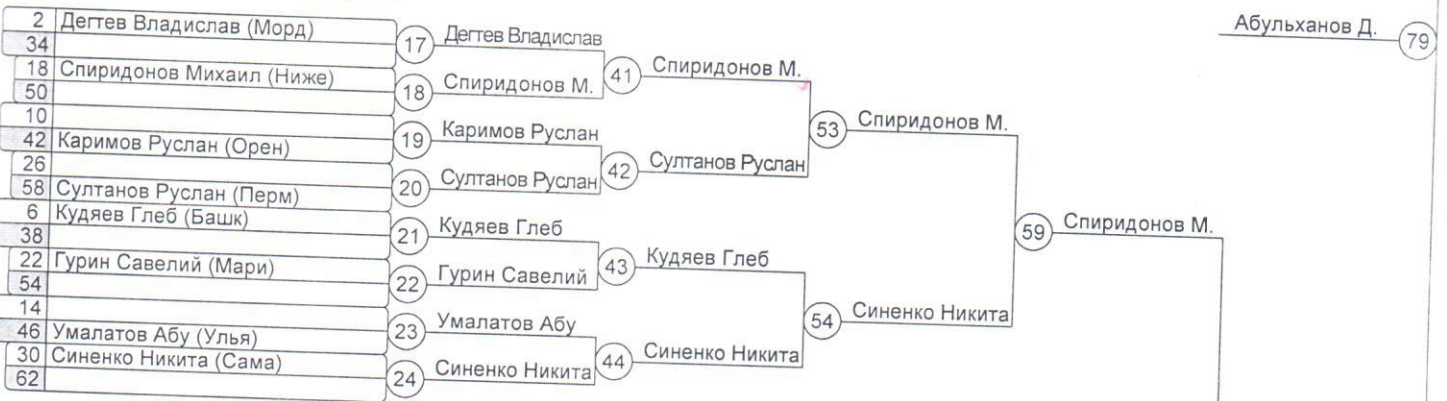 2 Дегтев Владислав (Морд)
34
18 Спиридонов Михаил (Ниже)
50
10
42 Каримов Руслан (Орен)
26
58 Султанов Руслан (Перм)
6 Кудяев Глеб (Башк)
38
22 Гурин Савелий (Мари)
54
14
46 Умалатов Абу (Улья)
30 Синенко Никита (Сама)
62
17 Дегтев Владислав
18 Спиридонов М.
19 Каримов Руслан
20 Султанов Руслан
21 Кудяев Глеб
22 Гурин Савелий
23 Умалатов Абу
24 Синенко Никита
41 Спиридонов М.
42 Султанов Руслан
43 Кудяев Глеб
44 Синенко Никита
53 Спиридонов М.
54 Синенко Никита
59 Спиридонов М.
Абульханов Д. 79